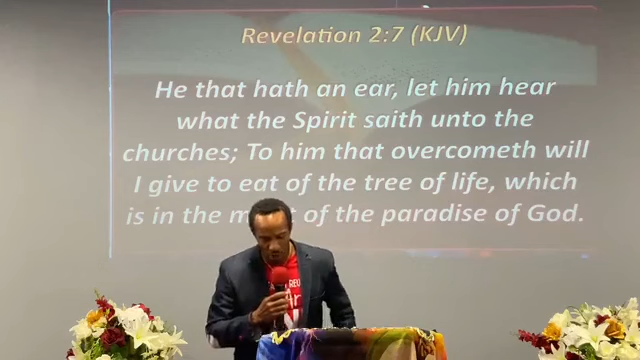 Revelation 2:7 (KJV)
He that hath an ear, let him hear
what the Spirit saith unto the
churches; To him that overcometh will
I give to eat of the tree of life, which
is in the of the paradise of God.